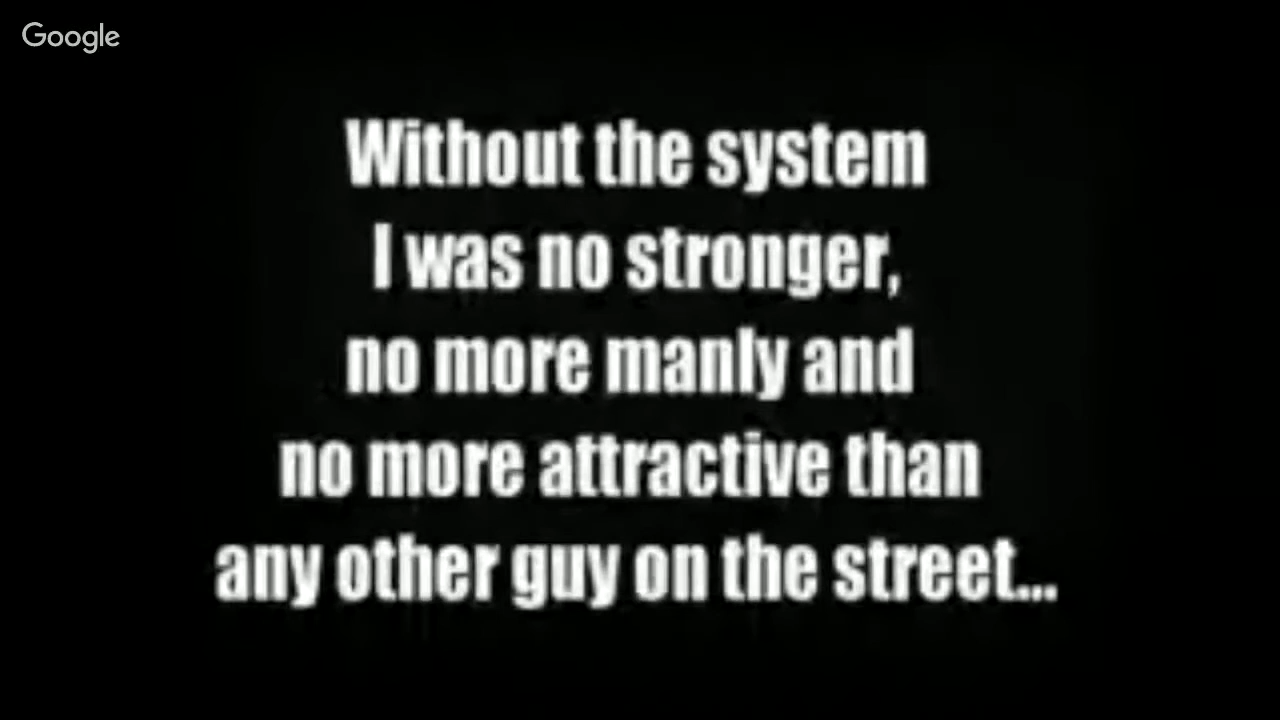 Google
Without the system
I was no stronger,
no more manly and
no more attractive than
any other guy on the street...